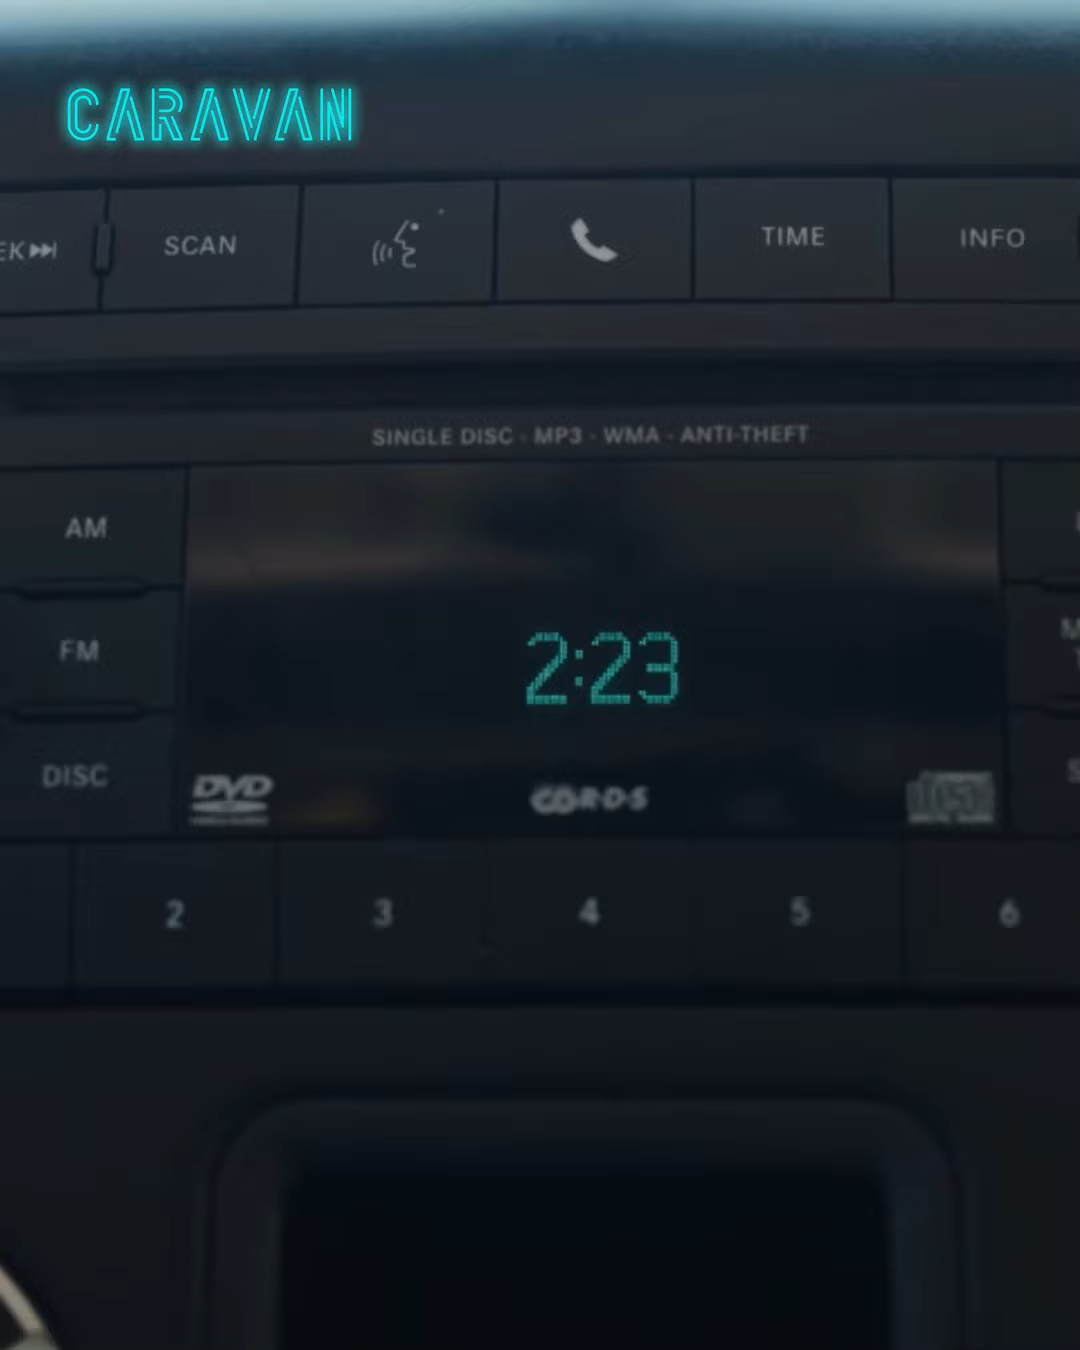 CARAVAN
EK
SCAN
TIME
INFO
SINGLE DISC · MP3 · WMA · ANTI-THEFT
AM
FM
2:23
DISC
DVD
R·D·S
2
3
4
5
6